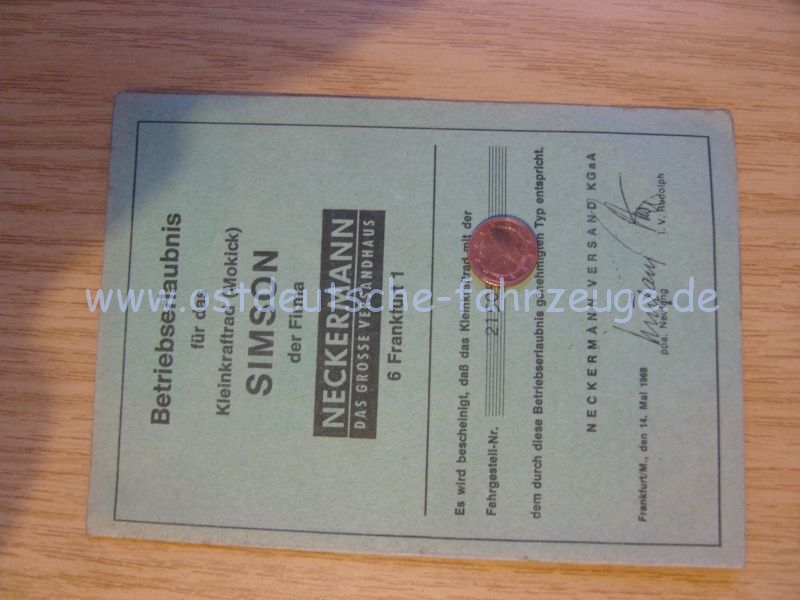 Betriebserlaubnis
für das
Kleinkraftrad (Mokick)
SIMSON
der Firma
NECKERMANN
DAS GROSSE VERSANDHAUS
6 Frankfurt 1
Es wird bescheinigt, daß das Kleinkraftrad mit der
Fahrgestell-Nr.
dem durch diese Betriebserlaubnis genehmigten Typ entspricht.
NECKERMANN VERSAND KGaA
ppa. Neufang i. V. Rudolph
Frankfurt/M., den 14. Mai 1968
www.ostdeutsche-fahrzeuge.de